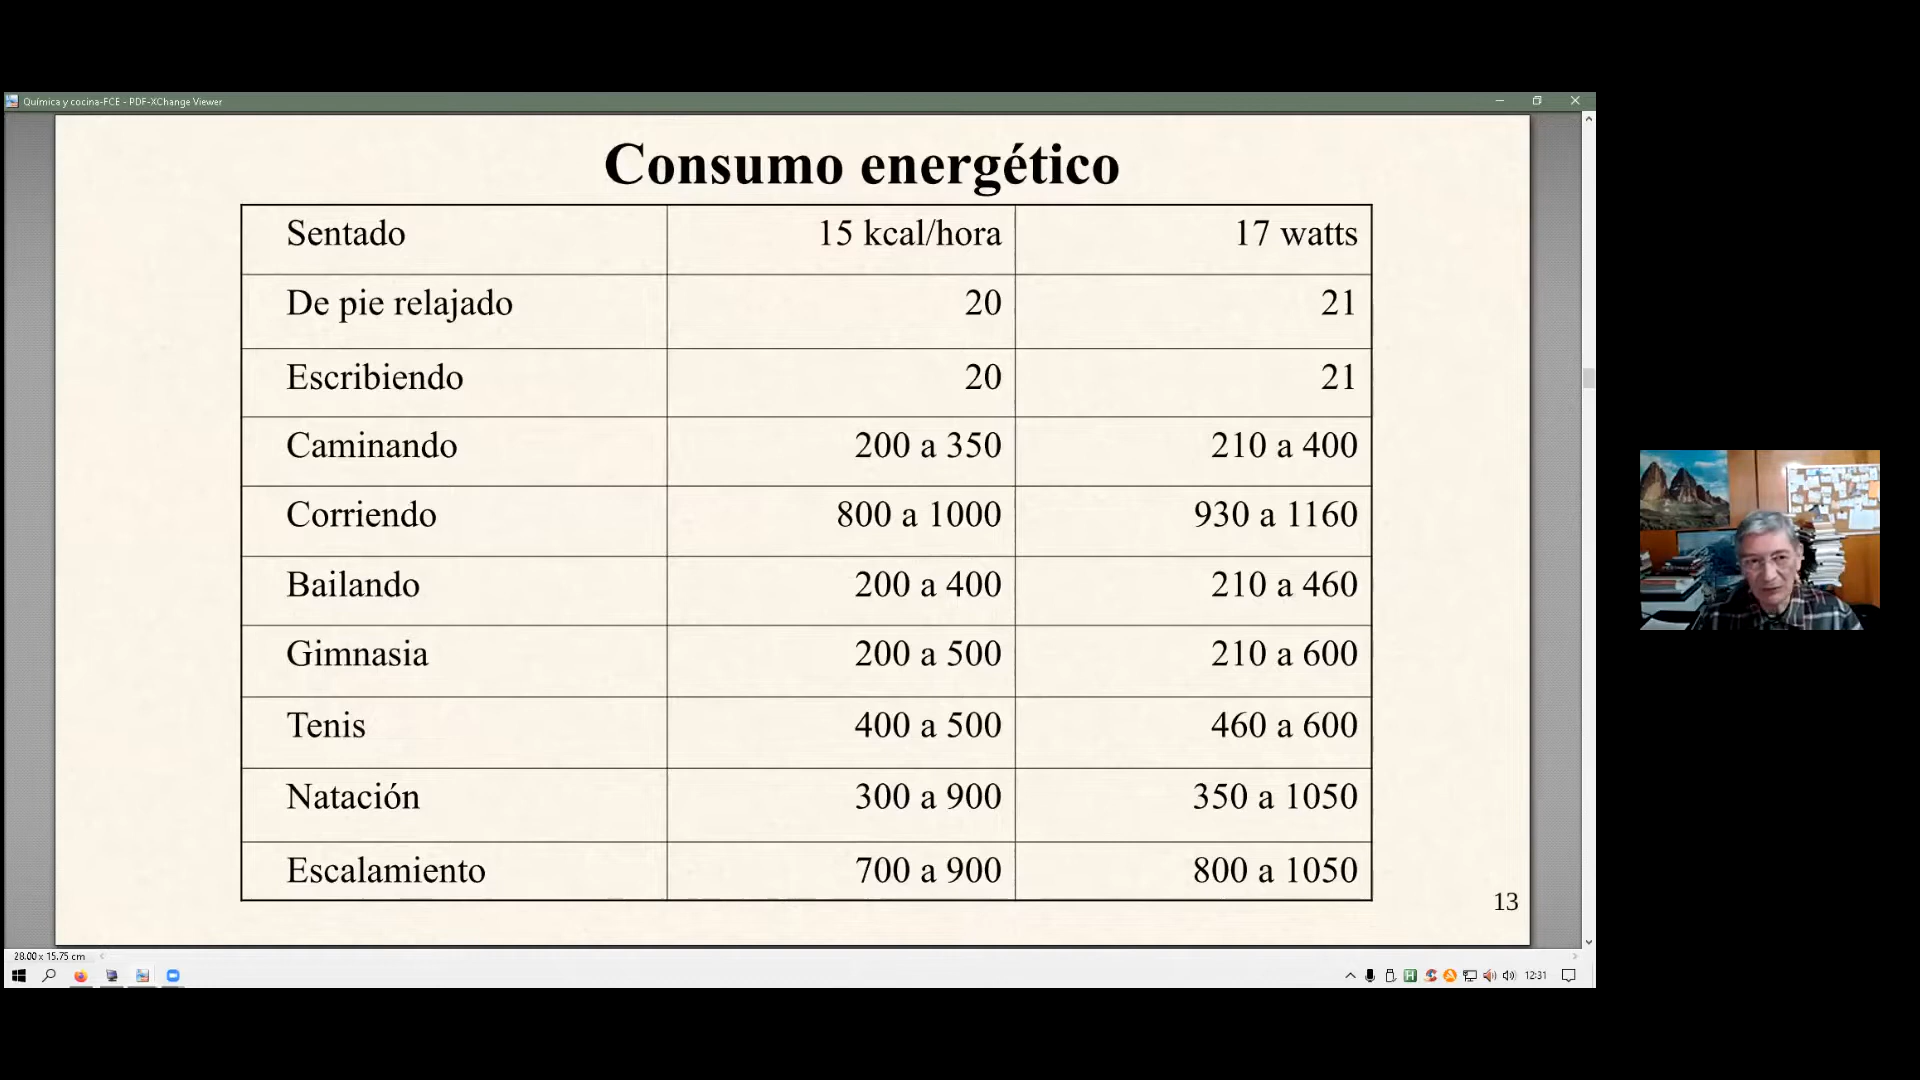 Química y cocina-FCE - PDF-XChange Viewer
Consumo energético
Sentado 15 kcal/hora 17 watts
De pie relajado 20 21
Escribiendo 20 21
Caminando 200 a 350 210 a 400
Corriendo 800 a 1000 930 a 1160
Bailando 200 a 400 210 a 460
Gimnasia 200 a 500 210 a 600
Tenis 400 a 500 460 a 600
Natación 300 a 900 350 a 1050
Escalamiento 700 a 900 800 a 1050
13
28.00 x 15.75 cm
12:31